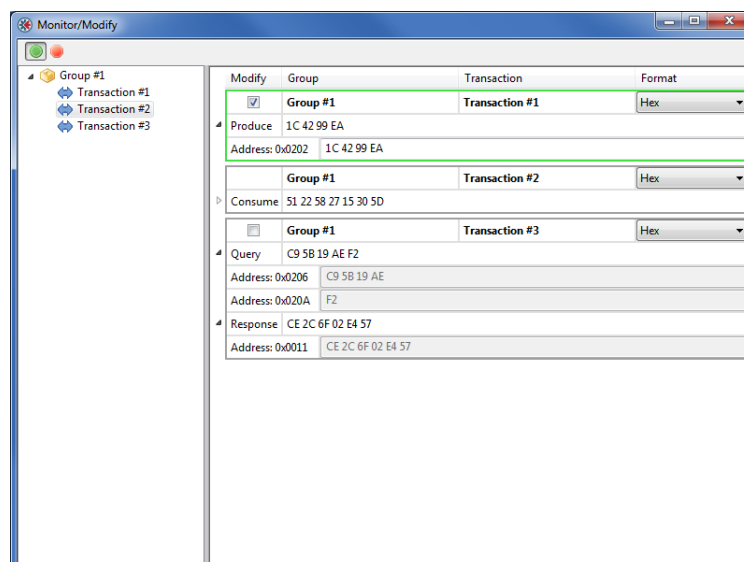 Monitor/Modify
Group #1
Transaction #1
Transaction #2
Transaction #3
Modify Group Transaction Format
Group #1 Transaction #1 Hex
Produce 1C 42 99 EA
Address: 0x0202 1C 42 99 EA
Group #1 Transaction #2 Hex
Consume 51 22 58 27 15 30 5D
Group #1 Transaction #3 Hex
Query C9 5B 19 AE F2
Address: 0x0206 C9 5B 19 AE
Address: 0x020A F2
Response CE 2C 6F 02 E4 57
Address: 0x0011 CE 2C 6F 02 E4 57